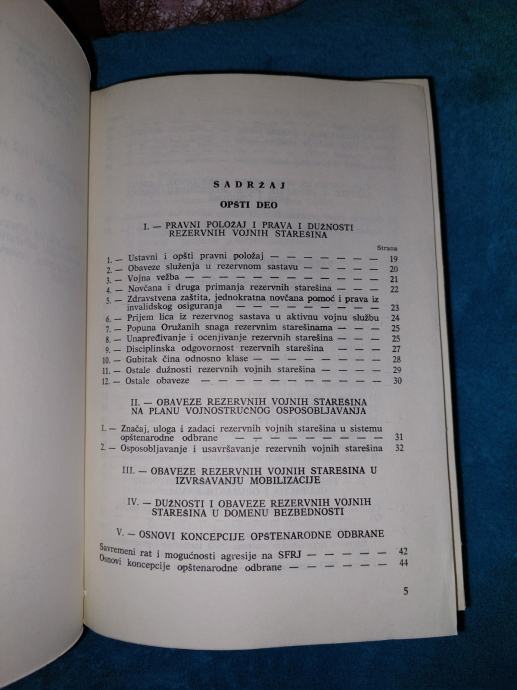 SADRŽAJ
OPŠTI DEO
I. — PRAVNI POLOŽAJ I PRAVA I DUŽNOSTI
REZERVNIH VOJNIH STAREŠINA
Strana
1. — Ustavni i opšti pravni položaj — — — — — — 19
2. — Obaveze služenja u rezervnom sastavu — — — — 20
3. — Vojna vežba — — — — — — — — — — 21
4. — Novčana i druga primanja rezervnih starešina — — — 22
5. — Zdravstvena zaštita, jednokratna novčana pomoć i prava iz
invalidskog osiguranja — — — — — — — — 23
6. — Prijem lica iz rezervnog sastava u aktivnu vojnu službu 24
7. — Popuna Oružanih snaga rezervnim starešinama — — — 25
8. — Unapređivanje i ocenjivanje rezervnih starešina — — — 25
9. — Disciplinska odgovornost rezervnih starešina — — — 27
10. — Gubitak čina odnosno klase — — — — — — — 28
11. — Ostale dužnosti rezervnih vojnih starešina — — — — 29
12. — Ostale obaveze — — — — — — — — — 30
II. — OBAVEZE REZERVNIH VOJNIH STAREŠINA
NA PLANU VOJNOSTRUČNOG OSPOSOBLJAVANJA
1. — Značaj, uloga i zadaci rezervnih vojnih starešina u sistemu
opštenarodne odbrane — — — — — — — — 31
2. — Osposobljavanje i usavršavanje rezervnih vojnih starešina 32
III. — OBAVEZE REZERVNIH VOJNIH STAREŠINA U
IZVRŠAVANJU MOBILIZACIJE
IV. — DUŽNOSTI I OBAVEZE REZERVNIH VOJNIH
STAREŠINA U DOMENU BEZBEDNOSTI
V. — OSNOVI KONCEPCIJE OPŠTENARODNE ODBRANE
Savremeni rat i mogućnosti agresije na SFRJ — — — — 42
Osnovi koncepcije opštenarodne odbrane — — — — — 44
5